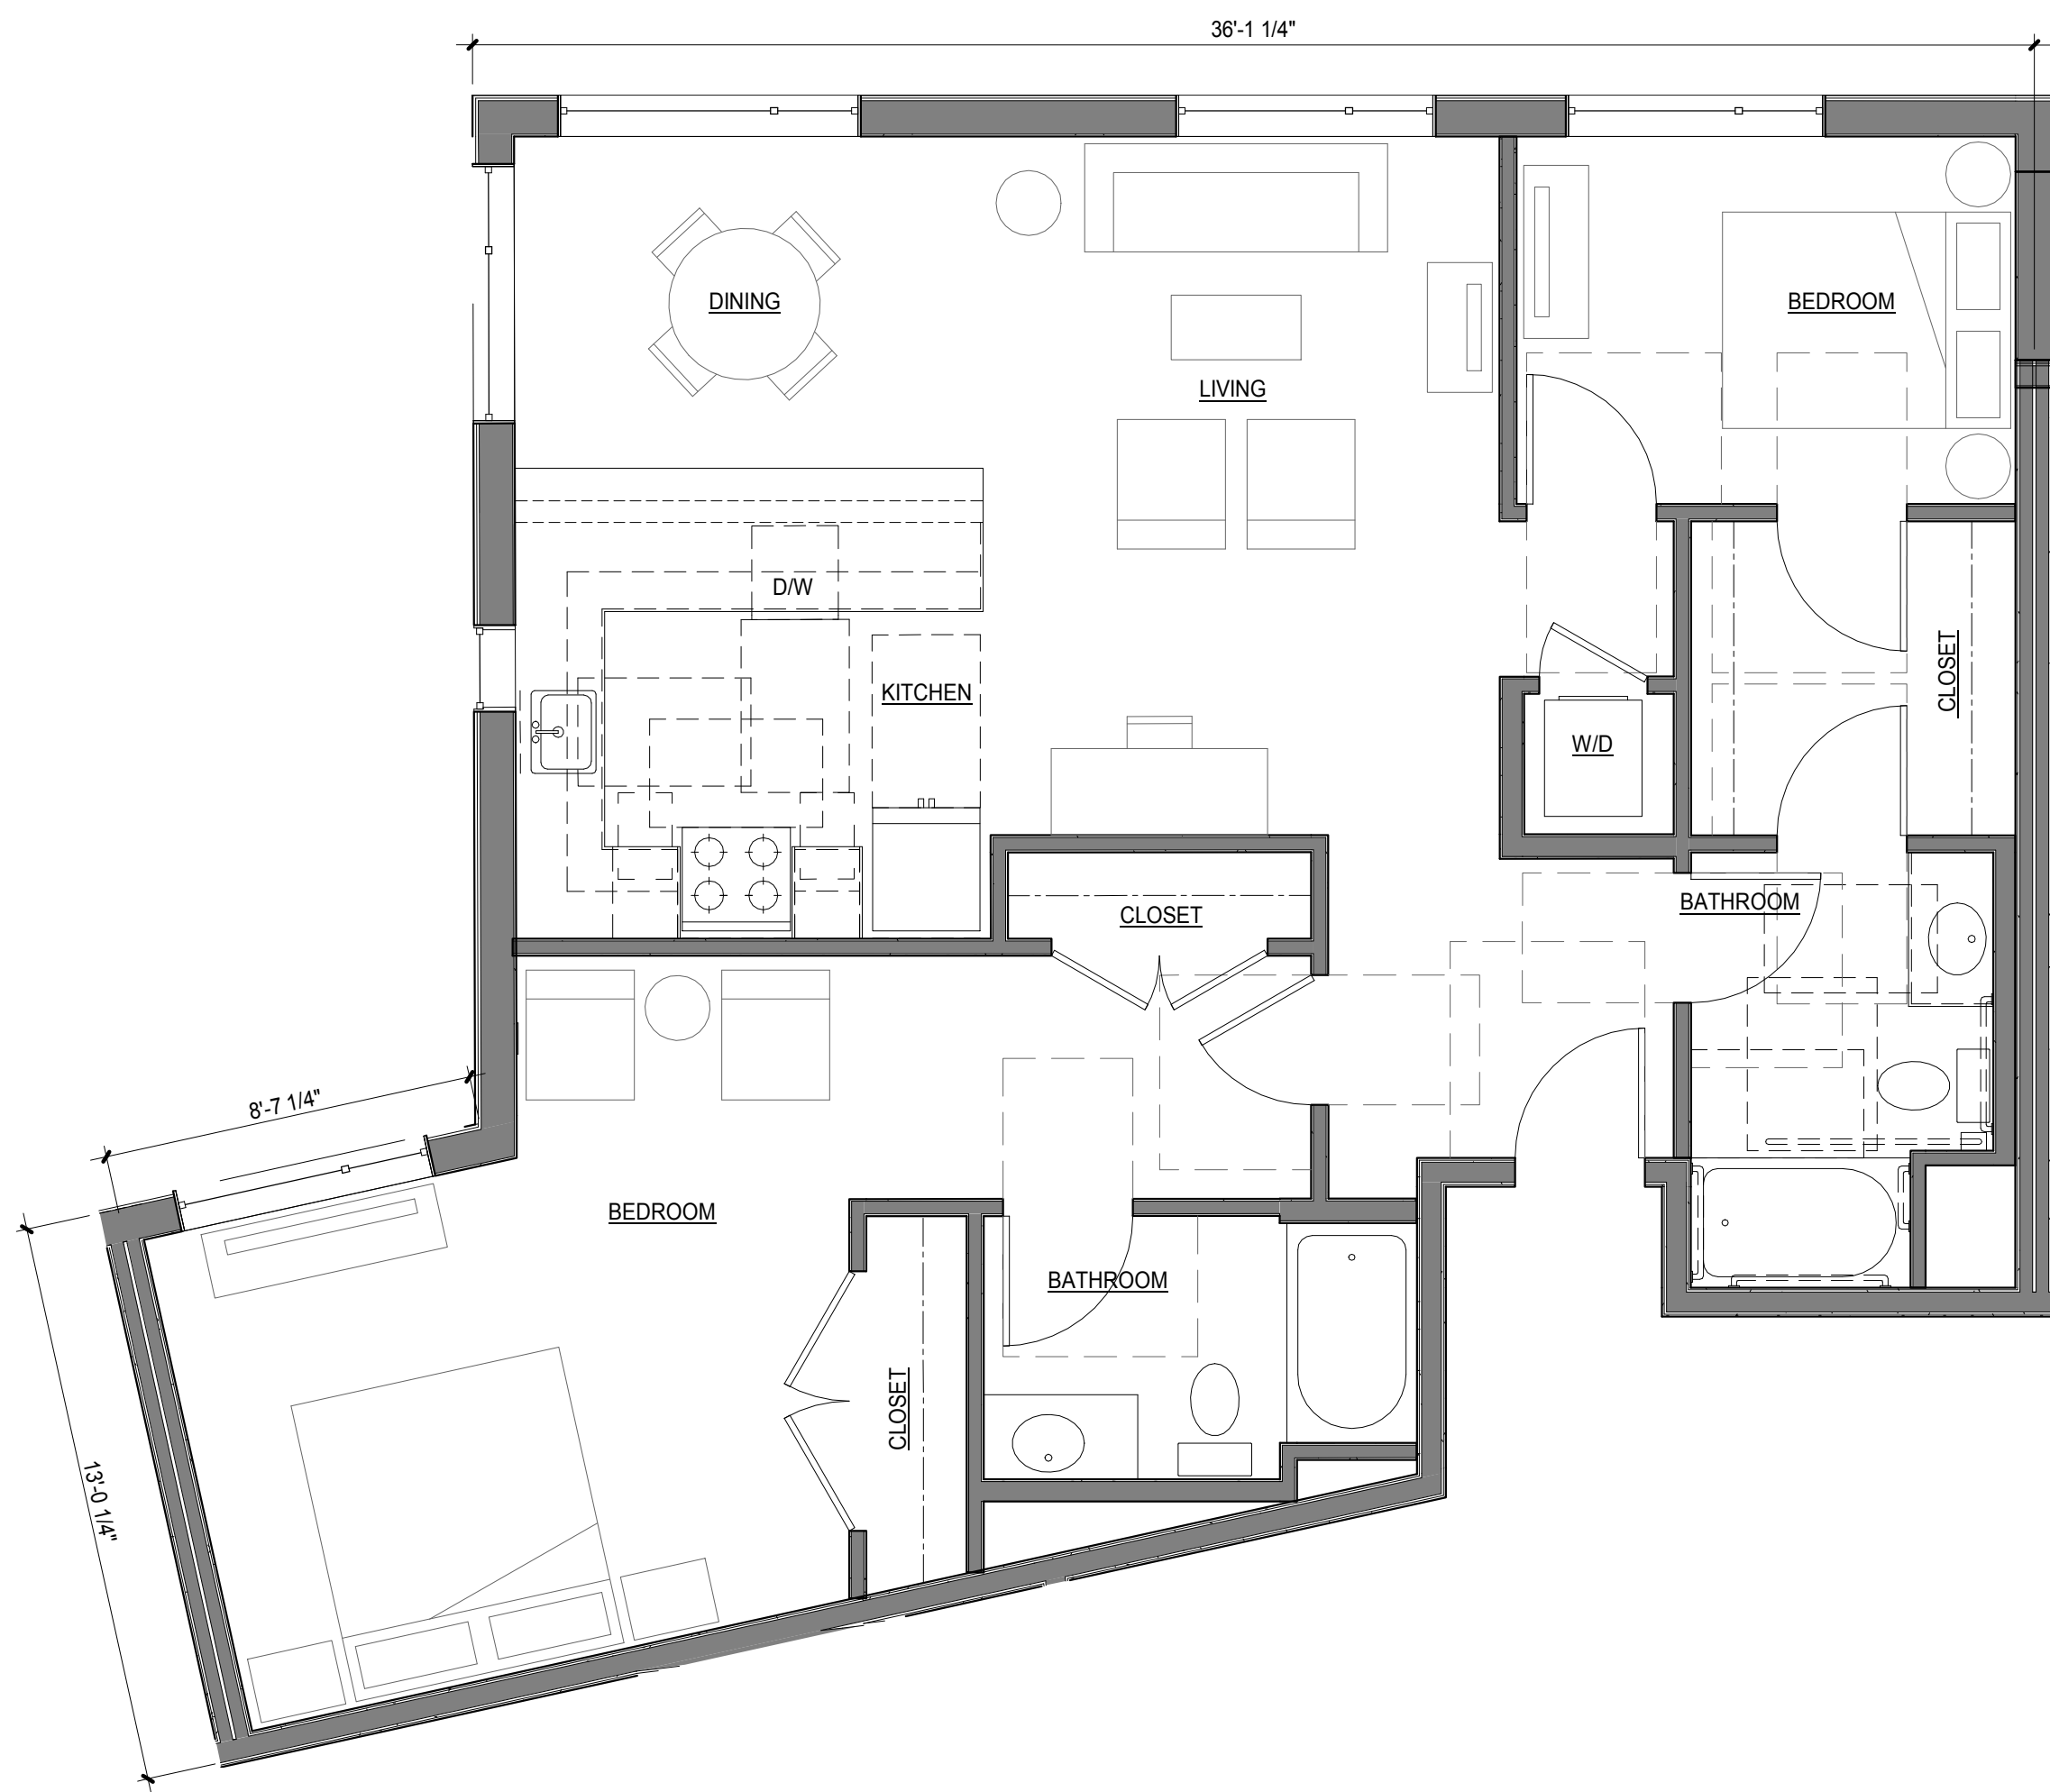 36'-1 1/4"
DINING
BEDROOM
LIVING
D/W
KITCHEN
CLOSET
W/D
CLOSET
BATHROOM
8'-7 1/4"
BEDROOM
BATHROOM
CLOSET
13'-0 1/4"